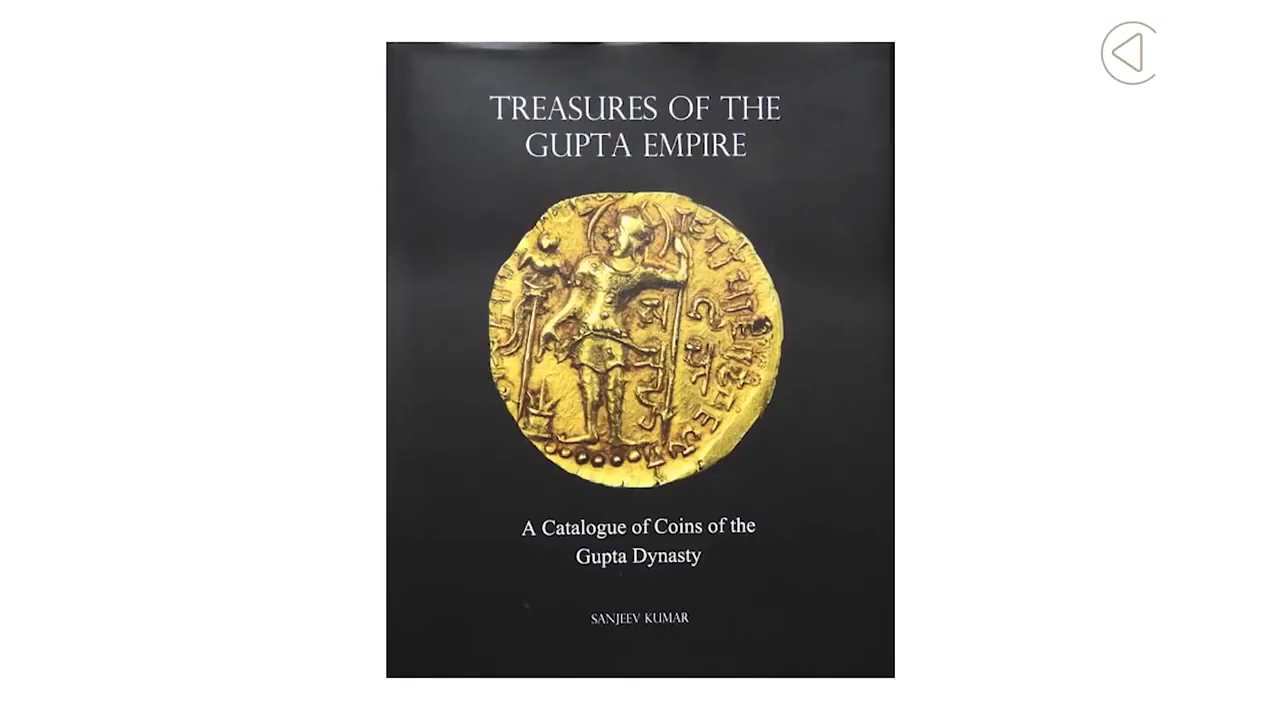 TREASURES OF THE
GUPTA EMPIRE
A Catalogue of Coins of the
Gupta Dynasty
SANJEEV KUMAR